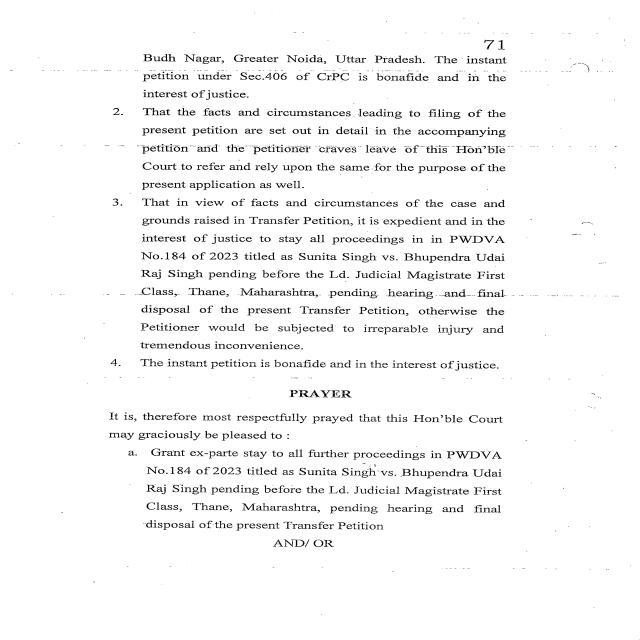 71
Budh Nagar, Greater Noida, Uttar Pradesh. The instant
petition under Sec.406 of CrPC is bonafide and in the
interest of justice.
2. That the facts and circumstances leading to filing of the
present petition are set out in detail in the accompanying
petition and the petitioner craves leave of this Hon'ble
Court to refer and rely upon the same for the purpose of the
present application as well.
3. That in view of facts and circumstances of the case and
grounds raised in Transfer Petition, it is expedient and in the
interest of justice to stay all proceedings in in PWDVA
No.184 of 2023 titled as Sunita Singh vs. Bhupendra Udai
Raj Singh pending before the Ld. Judicial Magistrate First
Class, Thane, Maharashtra, pending hearing and final
disposal of the present Transfer Petition, otherwise the
Petitioner would be subjected to irreparable injury and
tremendous inconvenience.
4. The instant petition is bonafide and in the interest of justice.
PRAYER
It is, therefore most respectfully prayed that this Hon'ble Court
may graciously be pleased to :
a. Grant ex-parte stay to all further proceedings in PWDVA
No.184 of 2023 titled as Sunita Singh vs. Bhupendra Udai
Raj Singh pending before the Ld. Judicial Magistrate First
Class, Thane, Maharashtra, pending hearing and final
disposal of the present Transfer Petition
AND/ OR